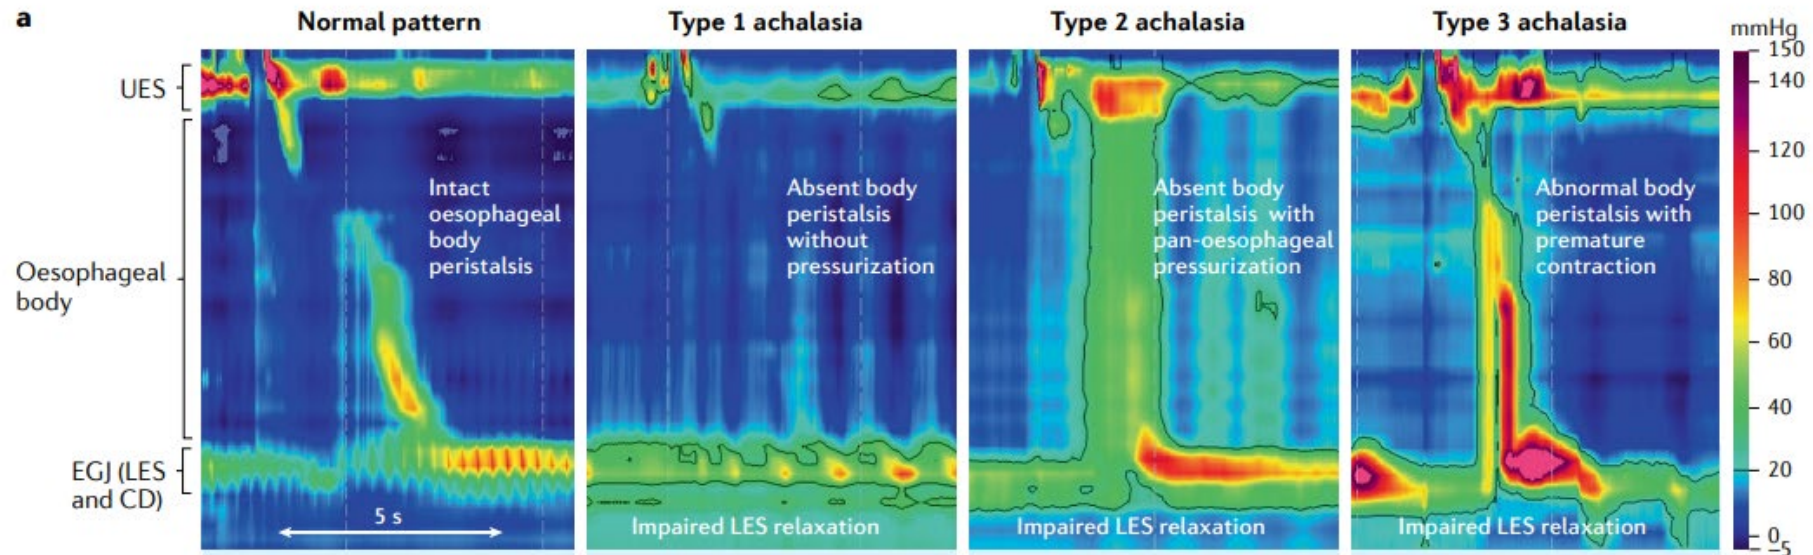 a
Normal pattern
Type 1 achalasia
Type 2 achalasia
Type 3 achalasia
mmHg
UES
Oesophageal
body
EGJ (LES
and CD)
Intact
oesophageal
body
peristalsis
5 s
Absent body
peristalsis
without
pressurization
Impaired LES relaxation
Absent body
peristalsis with
pan-oesophageal
pressurization
Impaired LES relaxation
Abnormal body
peristalsis with
premature
contraction
Impaired LES relaxation
150
140
120
100
80
60
40
20
0
-5